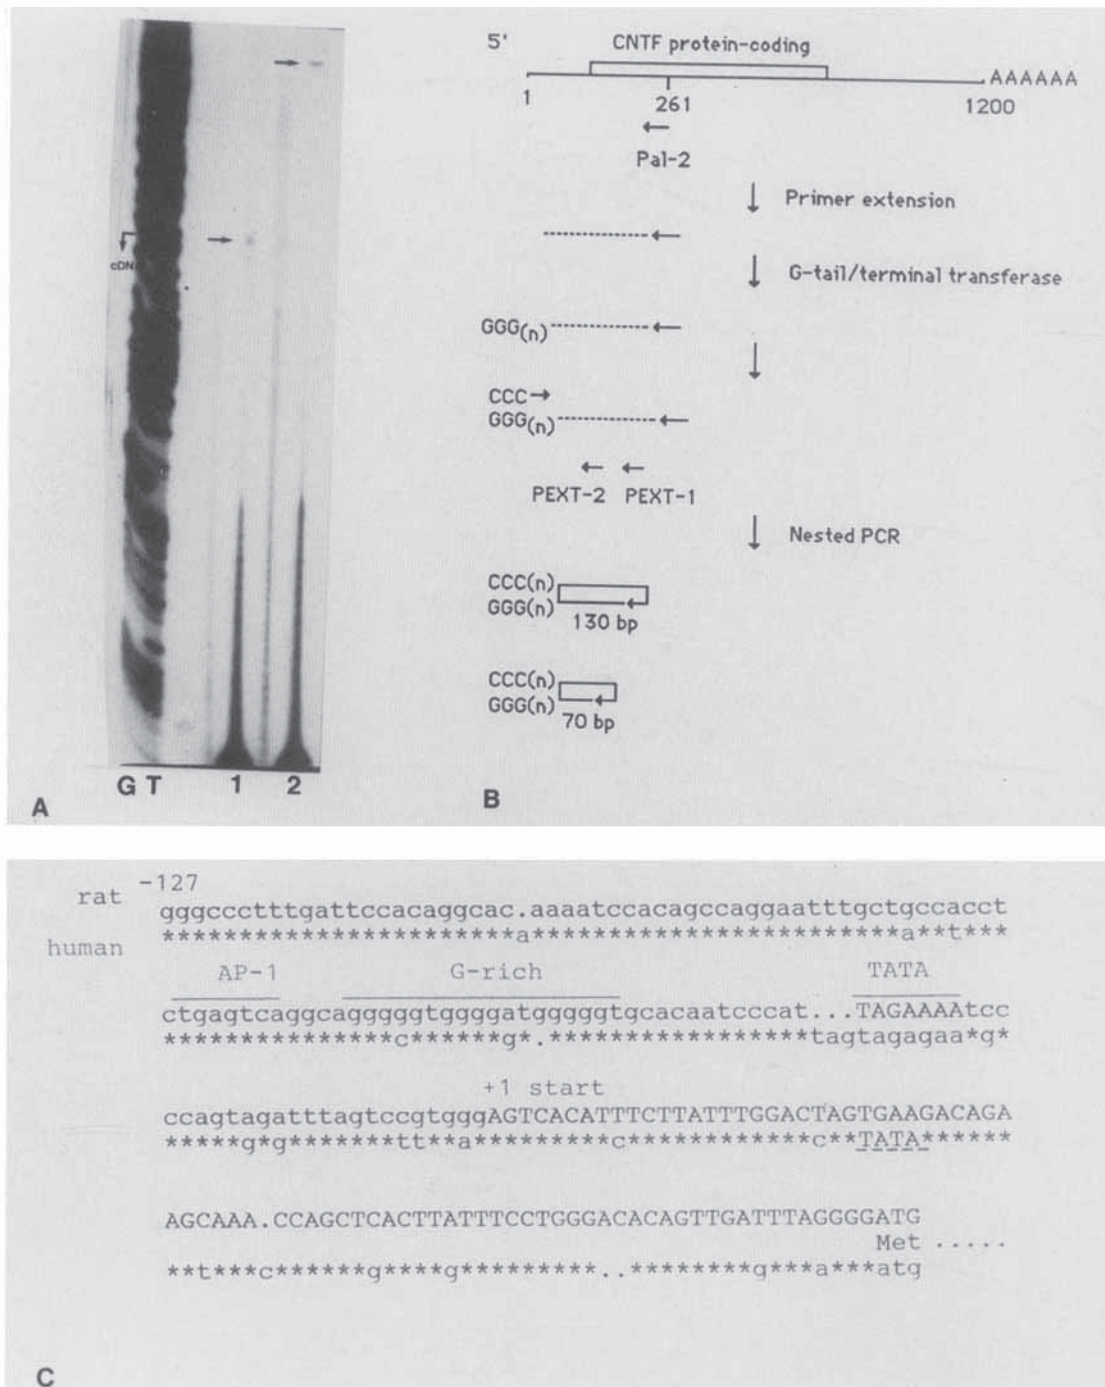 cDN
G T 1 2
A
5' CNTF protein-coding
AAAAAA
1 261 1200
Pal-2
Primer extension
G-tail/terminal transferase
GGG(n)
CCC
GGG(n)
PEXT-2 PEXT-1
Nested PCR
CCC(n)
GGG(n)
130 bp
CCC(n)
GGG(n)
70 bp
B
-127
rat gggccctttgattccacaggcac.aaaatccacagccaggaatttgctgccacct
human ***********************a************************a**t***
AP-1 G-rich TATA
ctgagtcaggcagggggtggggatgggggtgcacaatcccat...TAGAAAAtcc
***************c******g*.*****************tagtagagaa*g*
+1 start
ccagtagatttagtccgtgggAGTCACATTTCTTATTTGGACTAGTGAAGACAGA
*****g*g*******tt**a*********c************c**TATA******
AGCAAA.CCAGCTCACTTATTTCCTGGGACACAGTTGATTTAGGGGATG
Met .....
**t***c******g****g*********..********g***a***atg
C